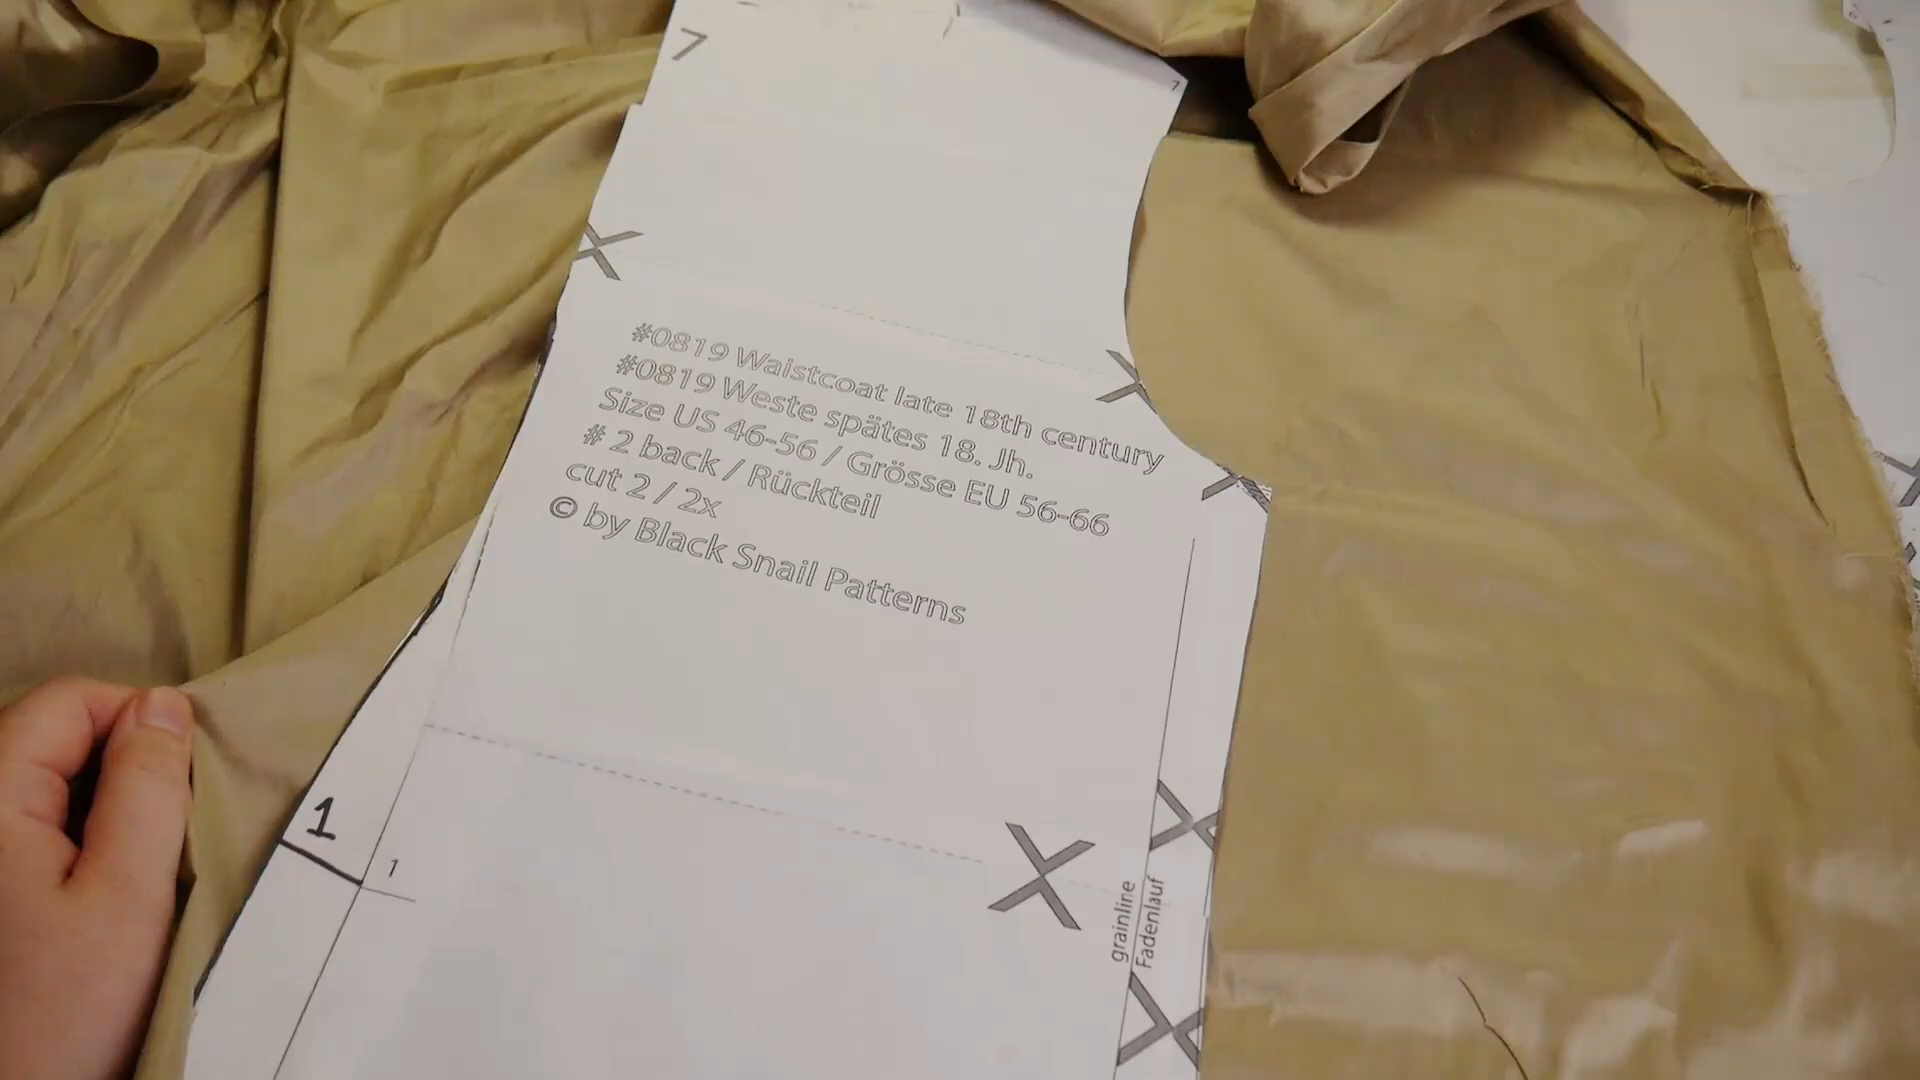 7
7
#0819 Waistcoat late 18th century
#0819 Weste spätes 18. Jh.
Size US 46-56 / Grösse EU 56-66
# 2 back / Rückteil
cut 2 / 2x
© by Black Snail Patterns
1
1
grainline
Fadenlauf